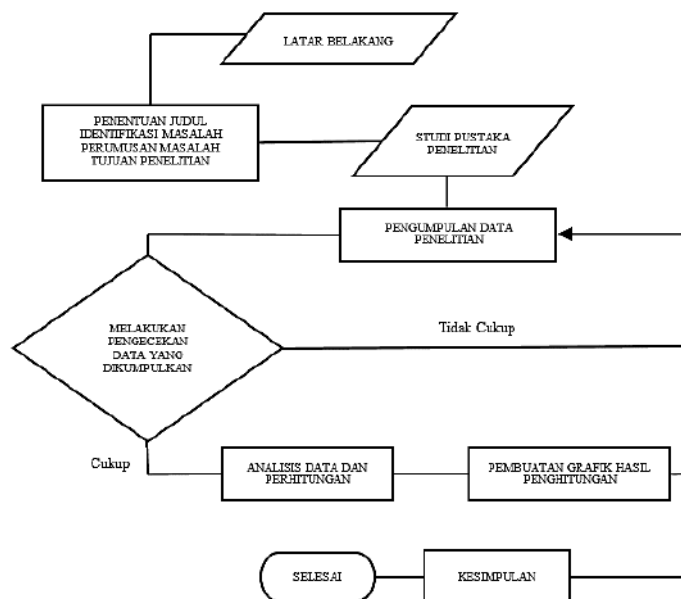 LATAR BELAKANG
PENENTUAN JUDUL
IDENTIFIKASI MASALAH
PERUMUSAN MASALAH
TUJUAN PENELITIAN
STUDI PUSTAKA
PENELITIAN
PENGUMPULAN DATA
PENELITIAN
MELAKUKAN
PENGECEKAN
DATA YANG
DIKUMPULKAN
Tidak Cukup
Cukup
ANALISIS DATA DAN
PERHITUNGAN
PEMBUATAN GRAFIK HASIL
PENGHITUNGAN
SELESAI
KESIMPULAN